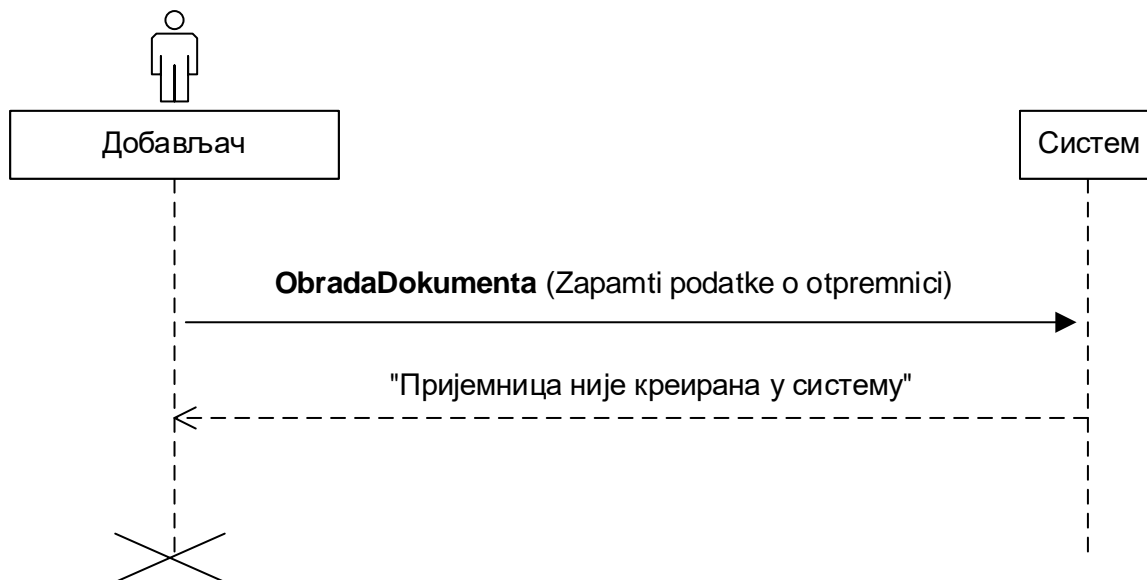 Добављач
Систем
ObradaDokumenta (Zapamti podatke o otpremnici)
"Пријемница није креирана у систему"